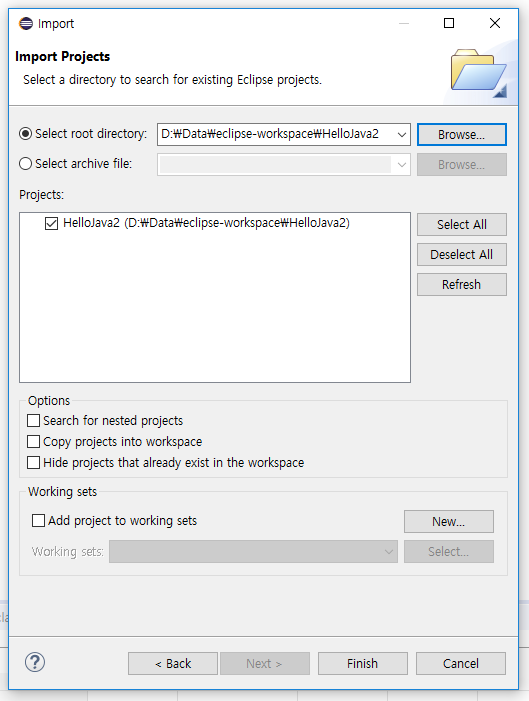 Import
Import Projects
Select a directory to search for existing Eclipse projects.
Select root directory: D:₩Data₩eclipse-workspace₩HelloJava2 Browse...
Select archive file: Browse...
Projects:
HelloJava2 (D:₩Data₩eclipse-workspace₩HelloJava2)
Select All
Deselect All
Refresh
Options
Search for nested projects
Copy projects into workspace
Hide projects that already exist in the workspace
Working sets
Add project to working sets New...
Working sets: Select...
? < Back Next > Finish Cancel